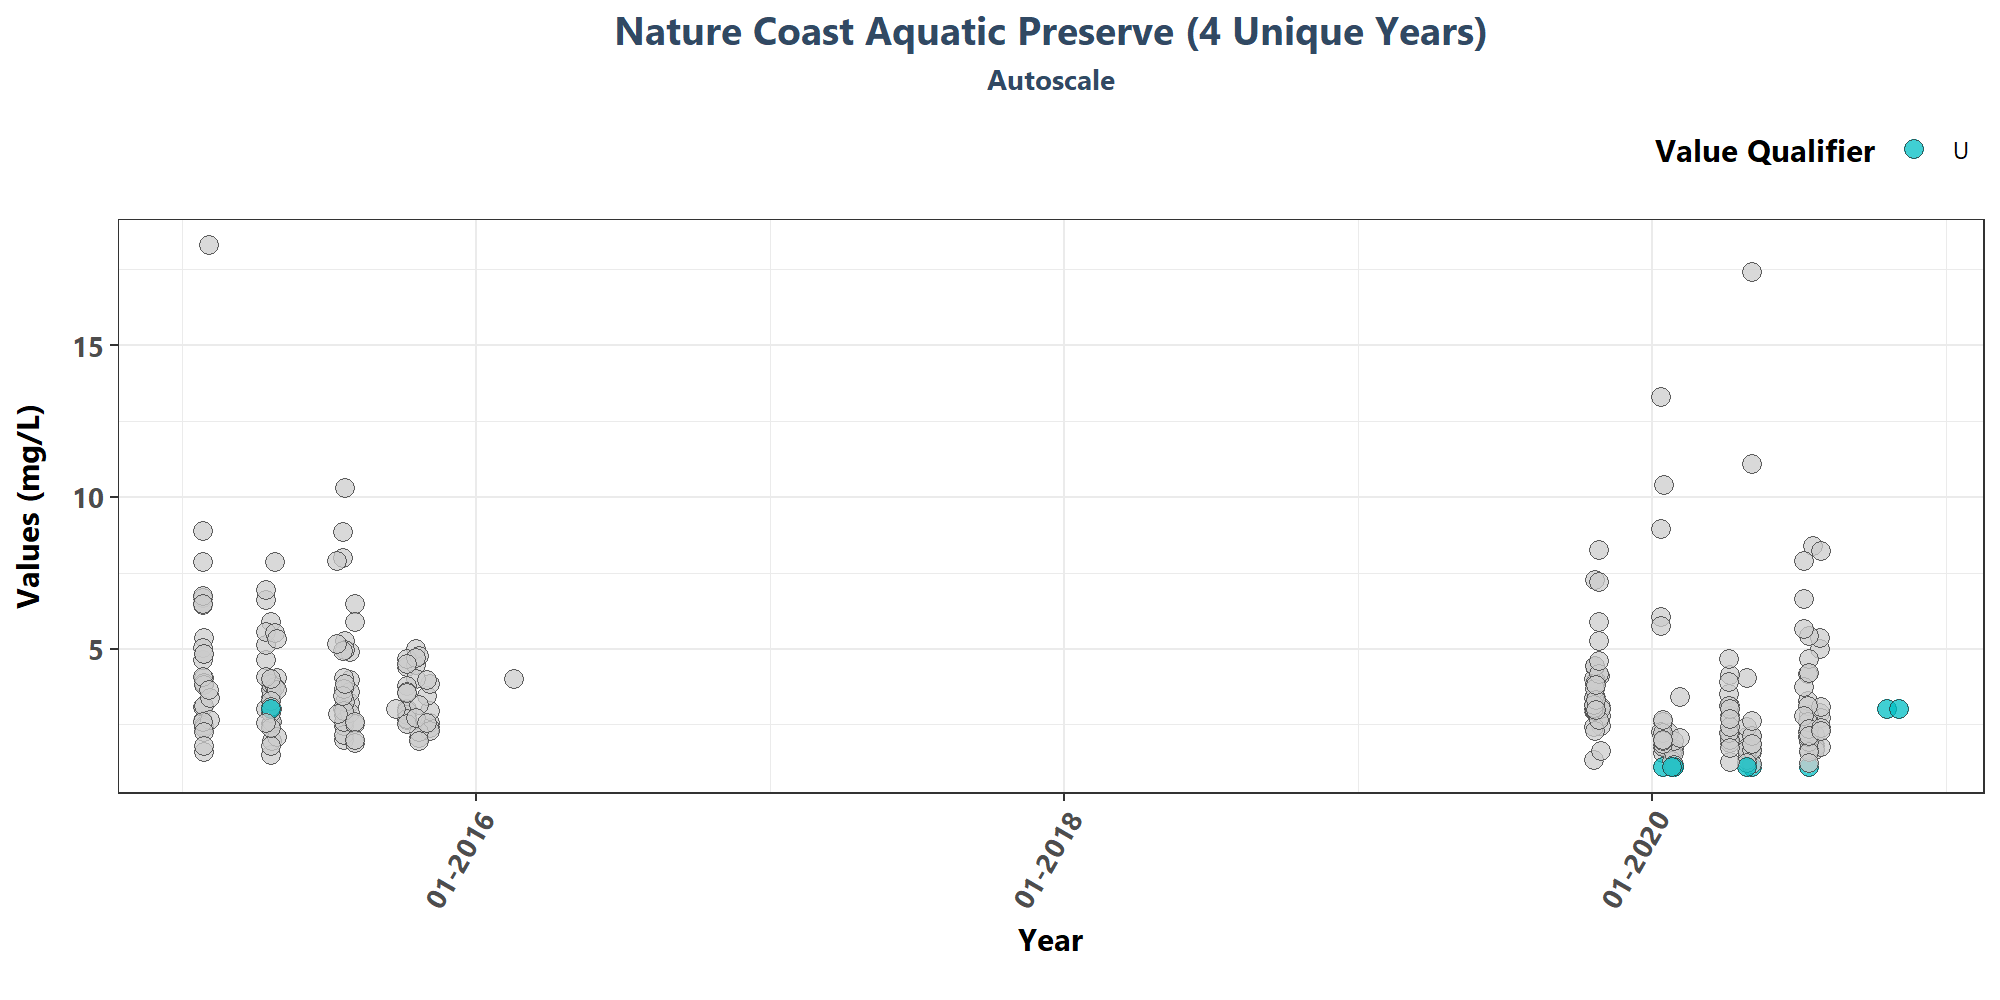 Nature Coast Aquatic Preserve (4 Unique Years)
Autoscale
Value Qualifier U
Values (mg/L)
15
10
5
01-2016
01-2018
01-2020
Year